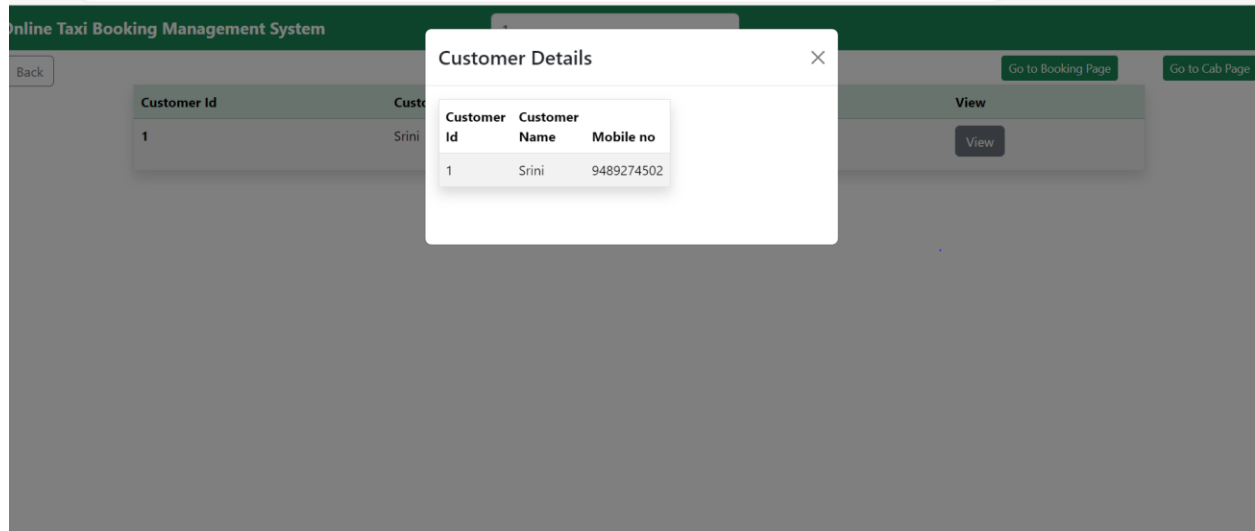 Online Taxi Booking Management System
1
Back
Go to Booking Page
Go to Cab Page
Customer Details
Customer Id
View
1
Srini
View
Customer
Id
Customer
Name
Mobile no
1
Srini
9489274502